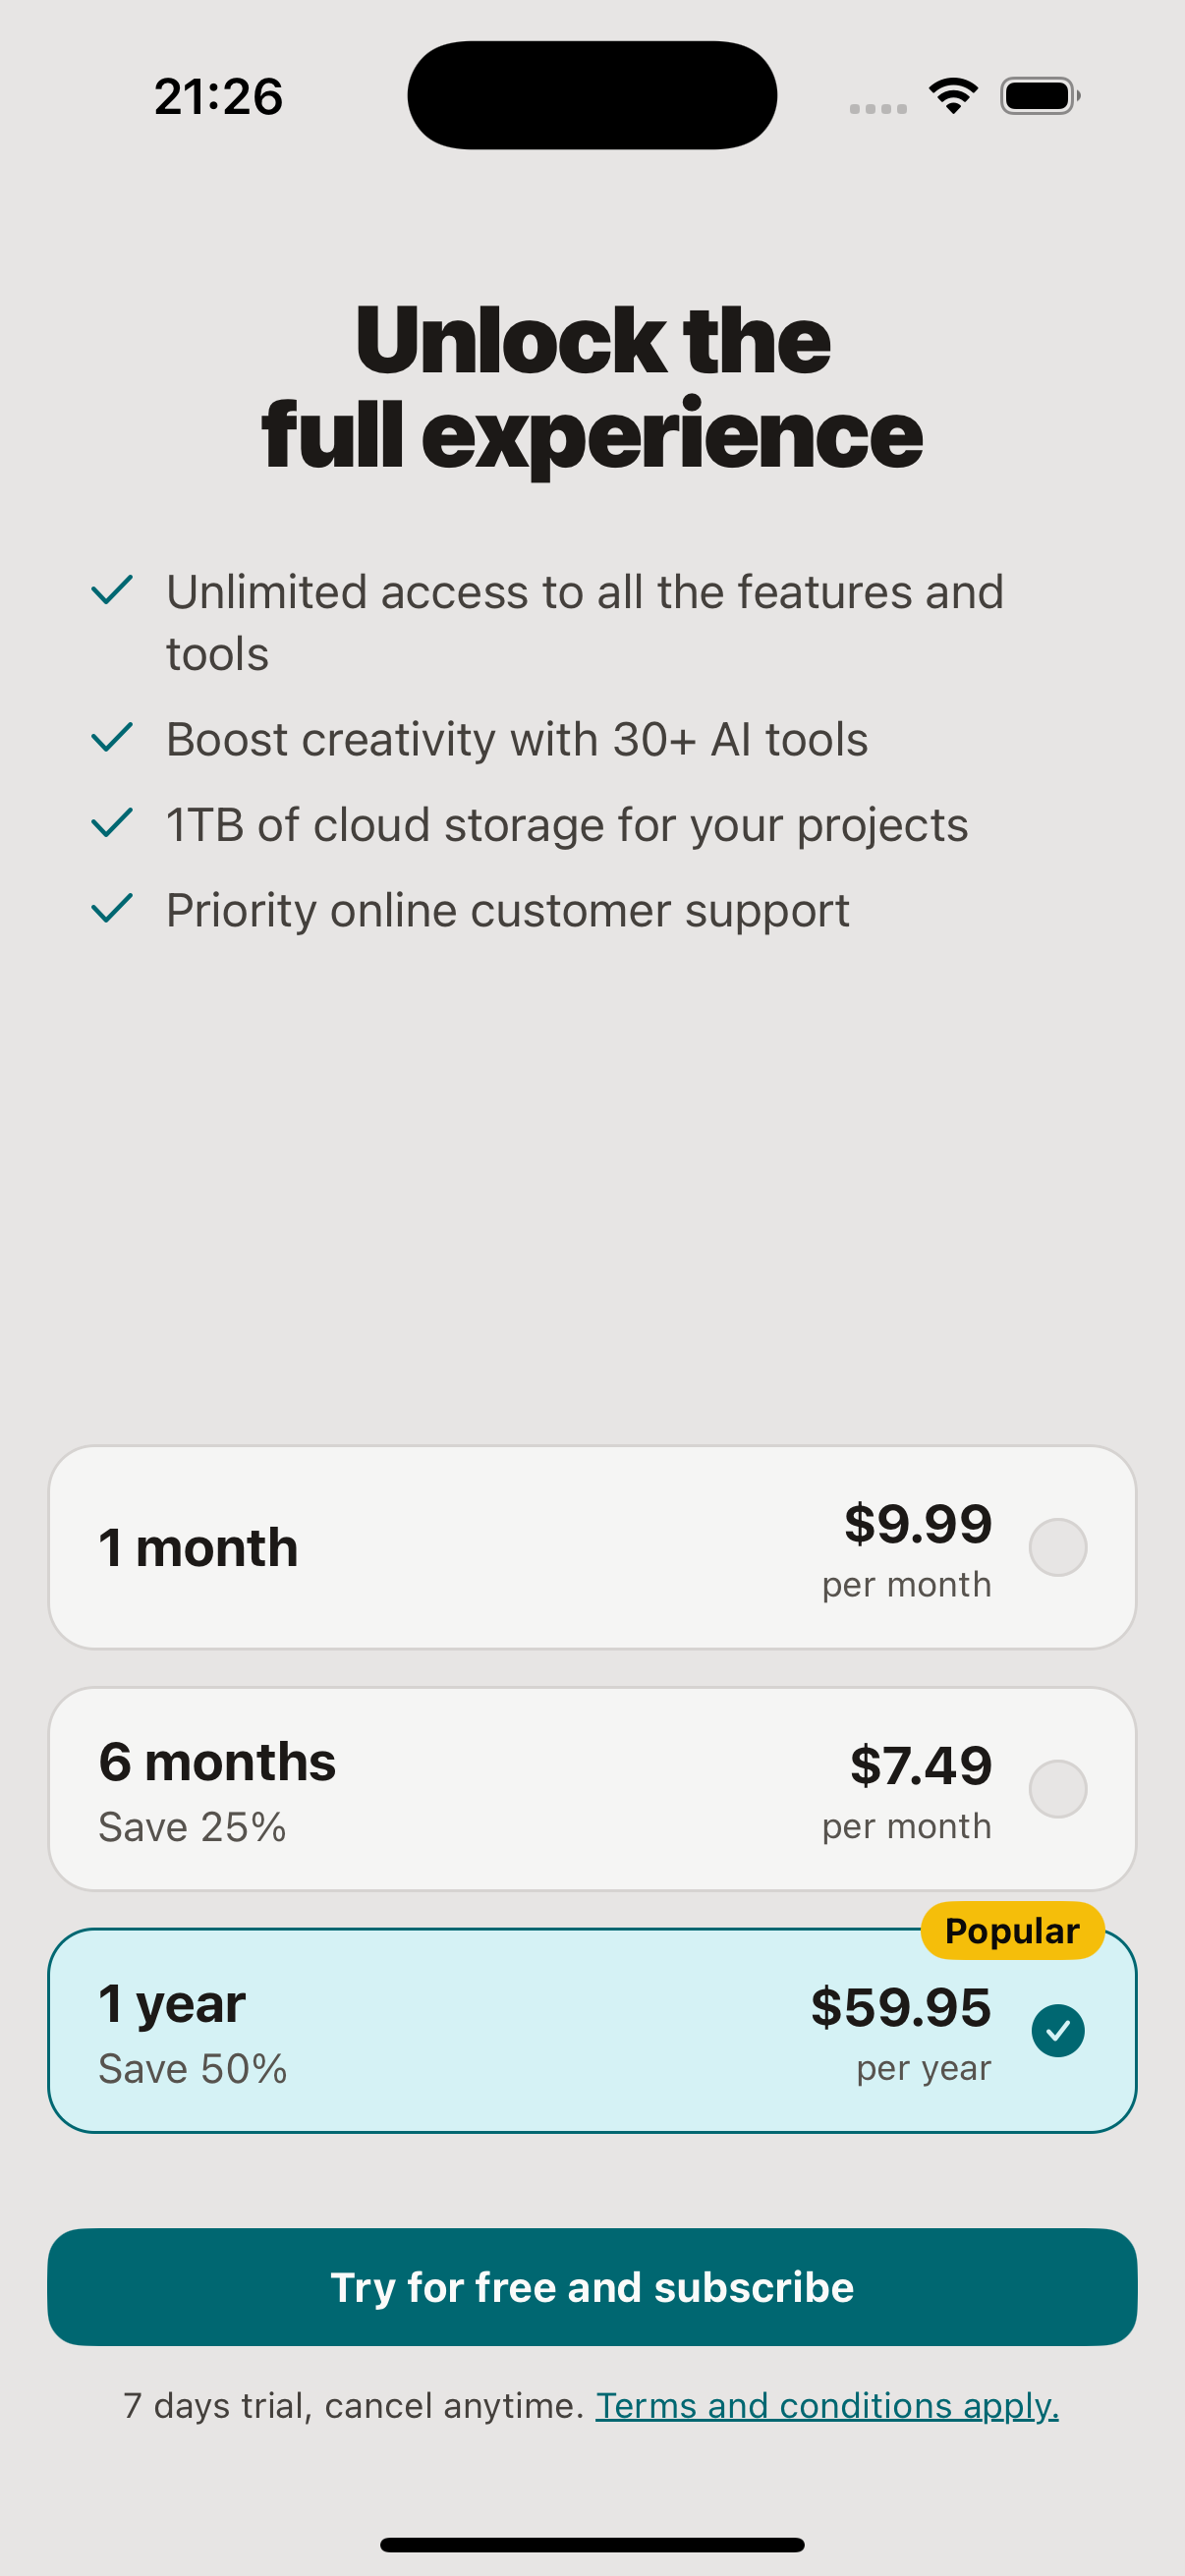 21:26
Unlock the
full experience
Unlimited access to all the features and
tools
Boost creativity with 30+ AI tools
1TB of cloud storage for your projects
Priority online customer support
1 month
$9.99
per month
6 months
Save 25%
$7.49
per month
Popular
1 year
Save 50%
$59.95
per year
Try for free and subscribe
7 days trial, cancel anytime. Terms and conditions apply.